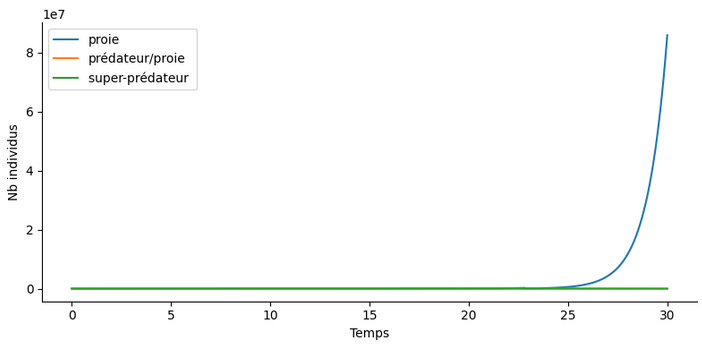 1e7
proie
prédateur/proie
super-prédateur
8
6
4
2
0
Nb individus
0 5 10 15 20 25 30
Temps